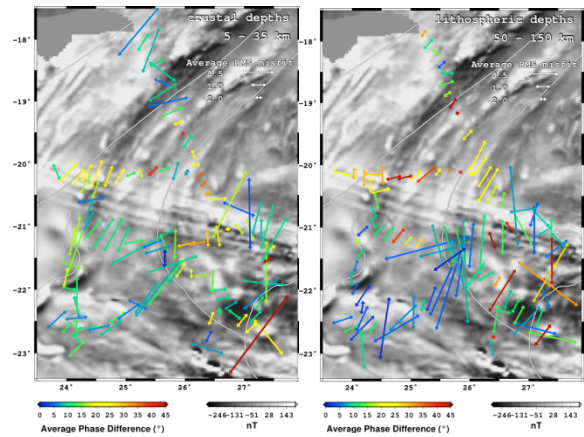 crustal depths
5 - 35 km
Average RMS misfit
0.5
1.0
2.0
-18°
-19°
-20°
-21°
-22°
-23°
24°
25°
26°
27°
0 5 10 15 20 25 30 35 40 45
Average Phase Difference (°)
-246-131 -51 28 143
nT
lithospheric depths
50 - 150 km
Average RMS misfit
0.5
1.0
2.0
-18°
-19°
-20°
-21°
-22°
-23°
24°
25°
26°
27°
0 5 10 15 20 25 30 35 40 45
Average Phase Difference (°)
-246-131 -51 28 143
nT